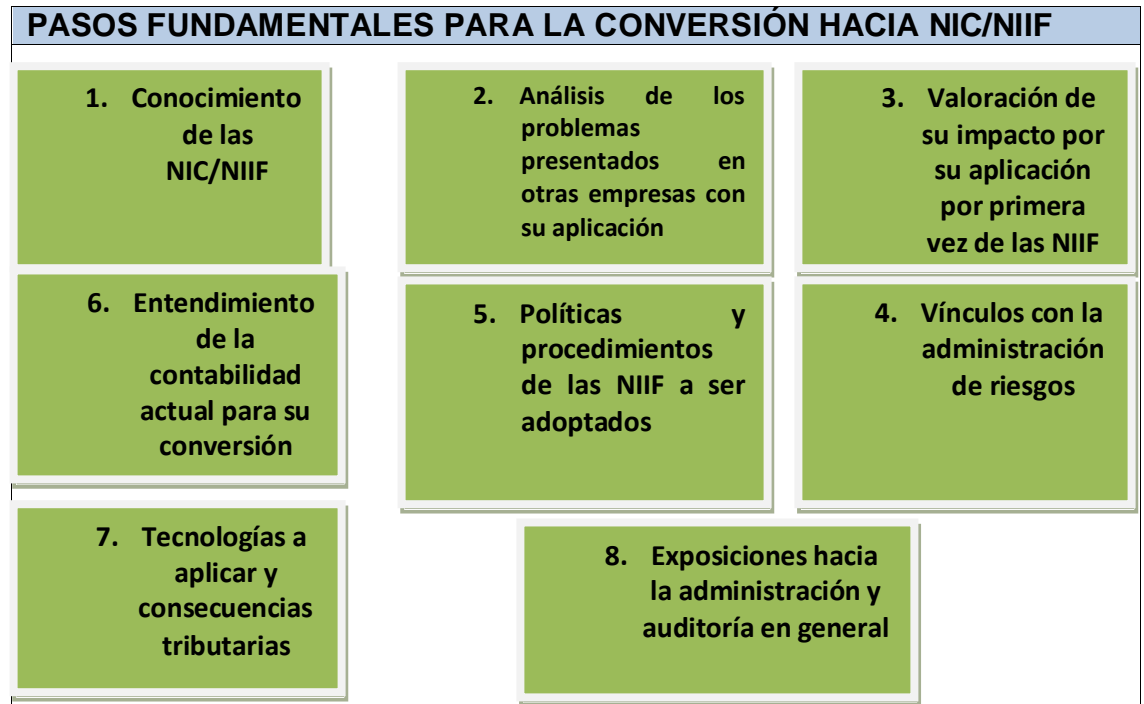 PASOS FUNDAMENTALES PARA LA CONVERSIÓN HACIA NIC/NIIF
1. Conocimiento
de las
NIC/NIIF
2. Análisis de los
problemas
presentados en
otras empresas con
su aplicación
3. Valoración de
su impacto por
su aplicación
por primera
vez de las NIIF
6. Entendimiento
de la
contabilidad
actual para su
conversión
5. Políticas y
procedimientos
de las NIIF a ser
adoptados
4. Vínculos con la
administración
de riesgos
7. Tecnologías a
aplicar y
consecuencias
tributarias
8. Exposiciones hacia
la administración y
auditoría en general